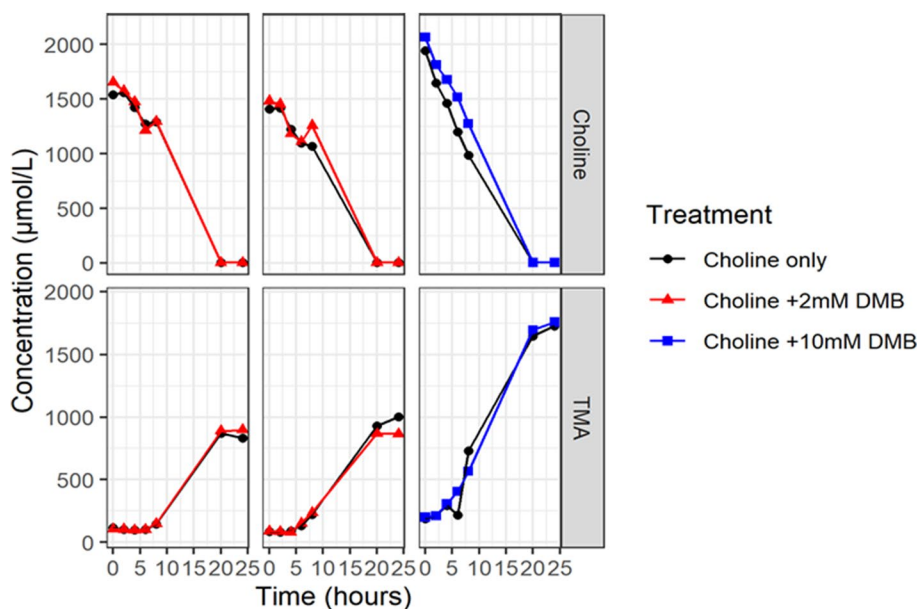 2000
1500
1000
500
0
Choline
2000
1500
1000
500
0
TMA
0 5 10 15 20 25 0 5 10 15 20 25 0 5 10 15 20 25
Time (hours)
Concentration (µmol/L)
Treatment
Choline only
Choline +2mM DMB
Choline +10mM DMB